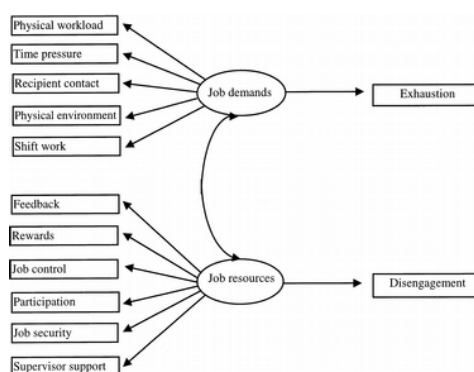 Physical workload
Time pressure
Recipient contact
Physical environment
Shift work
Job demands
Exhaustion
Feedback
Rewards
Job control
Participation
Job security
Supervisor support
Job resources
Disengagement